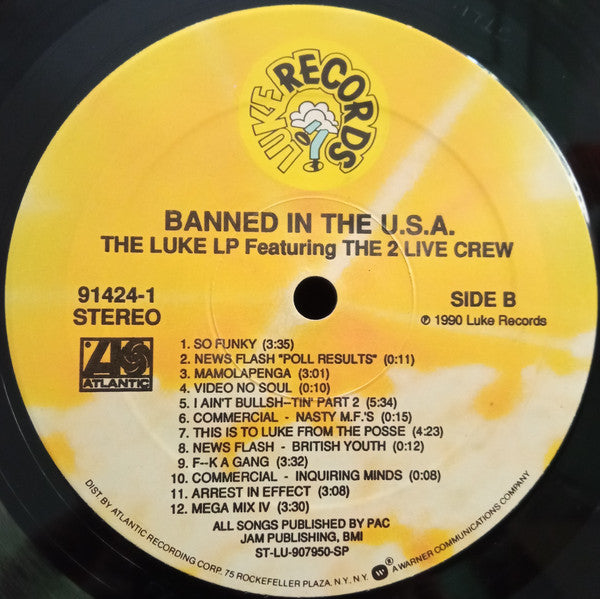 LUKE RECORDS
BANNED IN THE U.S.A.
THE LUKE LP Featuring THE 2 LIVE CREW
91424-1
STEREO
SIDE B
℗ 1990 Luke Records
ATLANTIC
1. SO FUNKY (3:35)
2. NEWS FLASH "POLL RESULTS" (0:11)
3. MAMOLAPENGA (3:01)
4. VIDEO NO SOUL (0:10)
5. I AIN'T BULLSH--TIN' PART 2 (5:34)
6. COMMERCIAL - NASTY M.F.'S (0:15)
7. THIS IS TO LUKE FROM THE POSSE (4:23)
8. NEWS FLASH - BRITISH YOUTH (0:12)
9. F--K A GANG (3:32)
10. COMMERCIAL - INQUIRING MINDS (0:08)
11. ARREST IN EFFECT (3:08)
12. MEGA MIX IV (3:30)
ALL SONGS PUBLISHED BY PAC
JAM PUBLISHING, BMI
ST-LU-907950-SP
DIST. BY ATLANTIC RECORDING CORP. 75 ROCKEFELLER PLAZA, N.Y. N.Y. A WARNER COMMUNICATIONS COMPANY